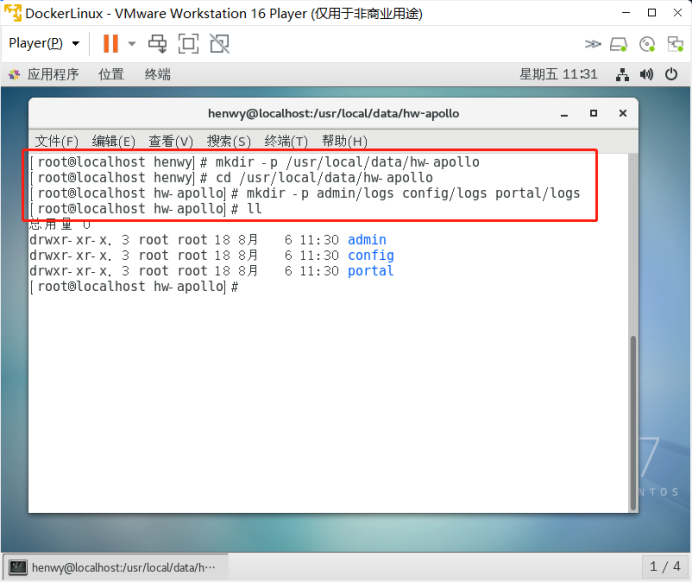 DockerLinux - VMware Workstation 16 Player (仅用于非商业用途)
Player(P)
应用程序 位置 终端 星期五 11:31
henwy@localhost:/usr/local/data/hw-apollo
文件(F) 编辑(E) 查看(V) 搜索(S) 终端(T) 帮助(H)
[root@localhost henwy]# mkdir -p /usr/local/data/hw-apollo
[root@localhost henwy]# cd /usr/local/data/hw-apollo
[root@localhost hw-apollo]# mkdir -p admin/logs config/logs portal/logs
[root@localhost hw-apollo]# ll
总用量 0
drwxr-xr-x. 3 root root 18 8月 6 11:30 admin
drwxr-xr-x. 3 root root 18 8月 6 11:30 config
drwxr-xr-x. 3 root root 18 8月 6 11:30 portal
[root@localhost hw-apollo]#
7
NTOS
henwy@localhost:/usr/local/data/h···
1 / 4